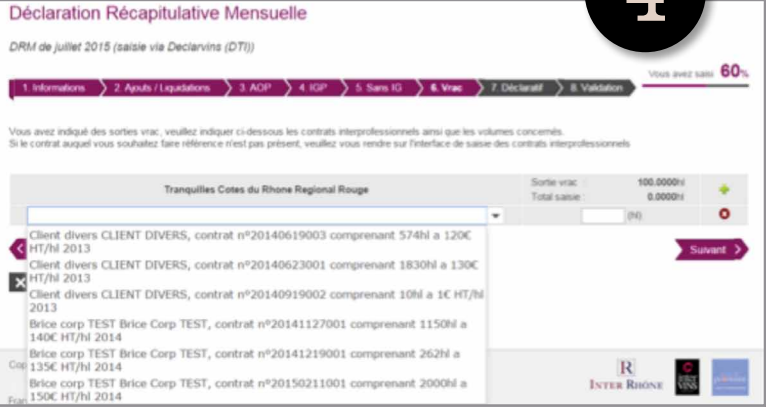 4
Déclaration Récapitulative Mensuelle
DRM de juillet 2015 (saisie via Declarvins (DTI))
Vous avez saisi 60%
1. Informations 2. Ajouts / Liquidations 3. AOP 4. IGP 5. Sans IG 6. Vrac 7. Déclaratif 8. Validation
Vous avez indiqué des sorties vrac, veuillez indiquer ci-dessous les contrats interprofessionnels ainsi que les volumes concernés.
Si le contrat auquel vous souhaitez faire référence n'est pas présent, veuillez vous rendre sur l'interface de saisie des contrats interprofessionnels
Tranquilles Cotes du Rhone Regional Rouge
Sortie vrac : 100.0000hl
Total saisie : 0.0000hl
(hl)
Client divers CLIENT DIVERS, contrat n°20140619003 comprenant 574hl a 120€
HT/hl 2013
Client divers CLIENT DIVERS, contrat n°20140623001 comprenant 1830hl a 130€
HT/hl 2013
Client divers CLIENT DIVERS, contrat n°20140919002 comprenant 10hl a 1€ HT/hl
2013
Brice corp TEST Brice Corp TEST, contrat n°20141127001 comprenant 1150hl a
140€ HT/hl 2014
Brice corp TEST Brice Corp TEST, contrat n°20141219001 comprenant 262hl a
135€ HT/hl 2014
Brice corp TEST Brice Corp TEST, contrat n°20150211001 comprenant 2000hl a
150€ HT/hl 2014
Suivant
Cop
Fran
R
INTER RHÔNE